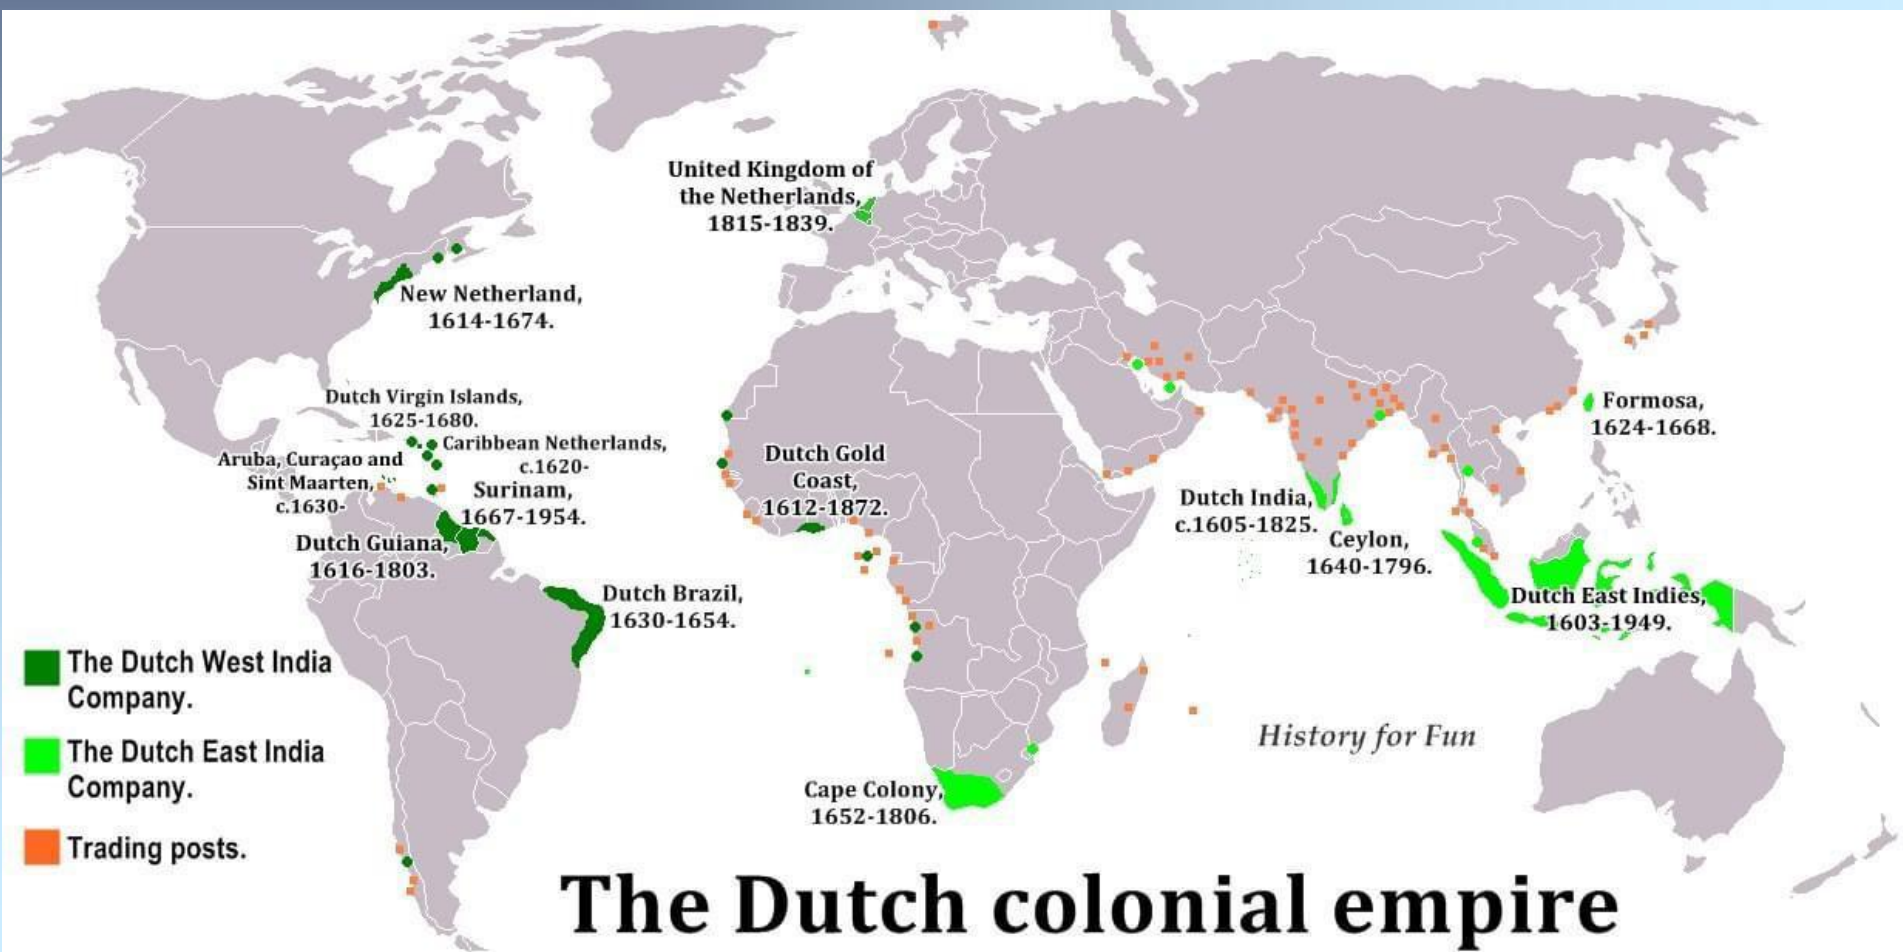 United Kingdom of
the Netherlands,
1815-1839.
New Netherland,
1614-1674.
Dutch Virgin Islands,
1625-1680.
Caribbean Netherlands,
c.1620-
Aruba, Curaçao and
Sint Maarten,
c.1630-
Surinam,
1667-1954.
Dutch Guiana,
1616-1803.
Dutch Brazil,
1630-1654.
Dutch Gold
Coast,
1612-1872.
Formosa,
1624-1668.
Dutch India,
c.1605-1825.
Ceylon,
1640-1796.
Dutch East Indies,
1603-1949.
Cape Colony,
1652-1806.
The Dutch West India
Company.
The Dutch East India
Company.
Trading posts.
History for Fun
The Dutch colonial empire